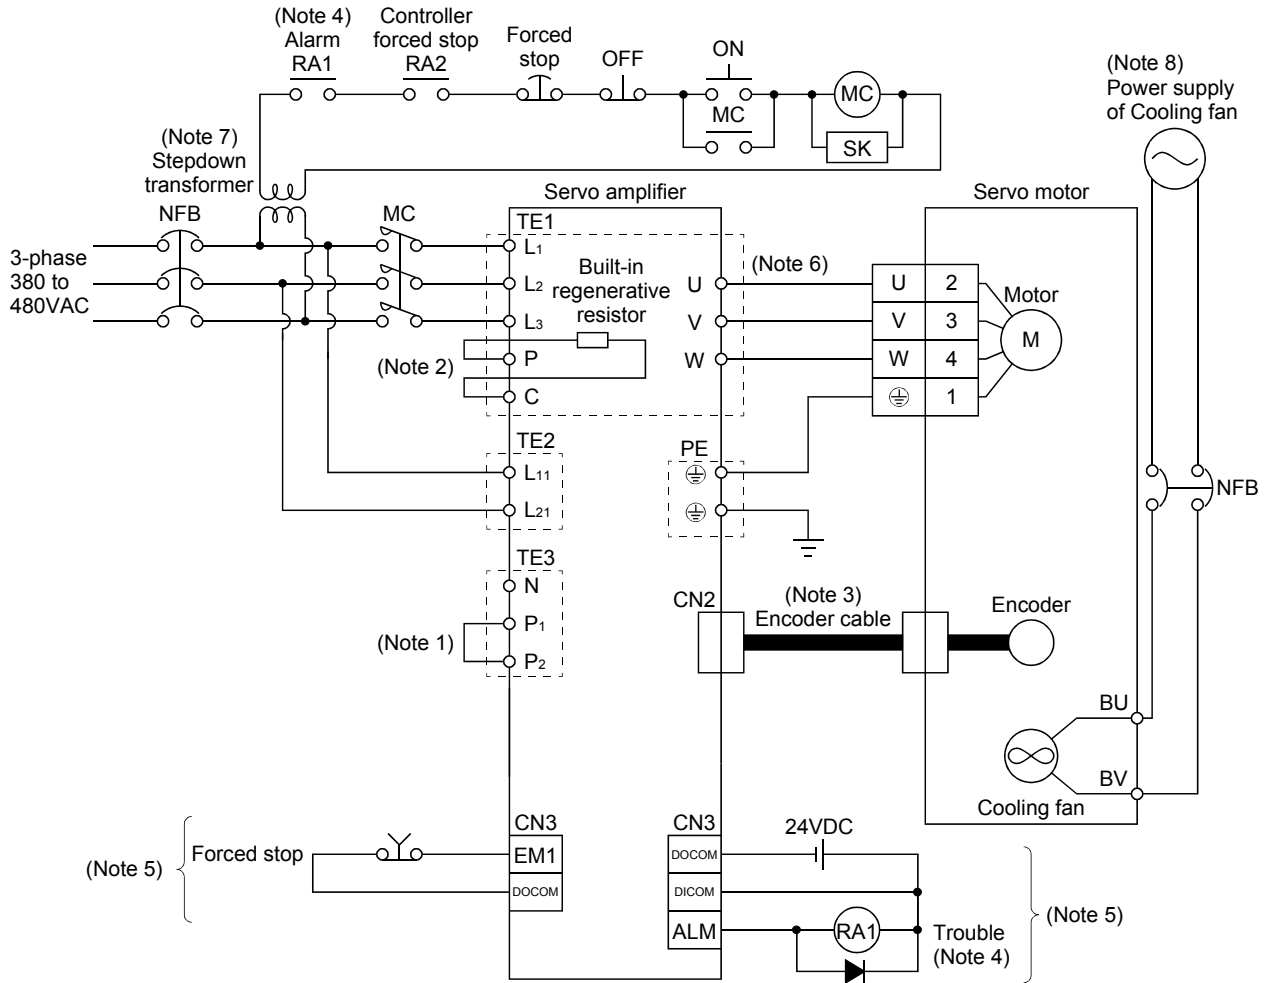 (Note 4)
Alarm
RA1
Controller
forced stop
RA2
Forced
stop
OFF
ON
MC
MC
SK
(Note 8)
Power supply
of Cooling fan
(Note 7)
Stepdown
transformer
NFB
MC
3-phase
380 to
480VAC
Servo amplifier
Servo motor
TE1
L1
L2
L3
P
C
Built-in
regenerative
resistor
(Note 2)
U
V
W
(Note 6)
U 2
V 3
W 4
1
Motor
M
TE2
L11
L21
PE
NFB
TE3
N
P1
P2
(Note 1)
CN2
(Note 3)
Encoder cable
Encoder
BU
BV
Cooling fan
(Note 5)
Forced stop
CN3
EM1
DOCOM
CN3
DOCOM
DICOM
ALM
24VDC
RA1
Trouble
(Note 4)
(Note 5)